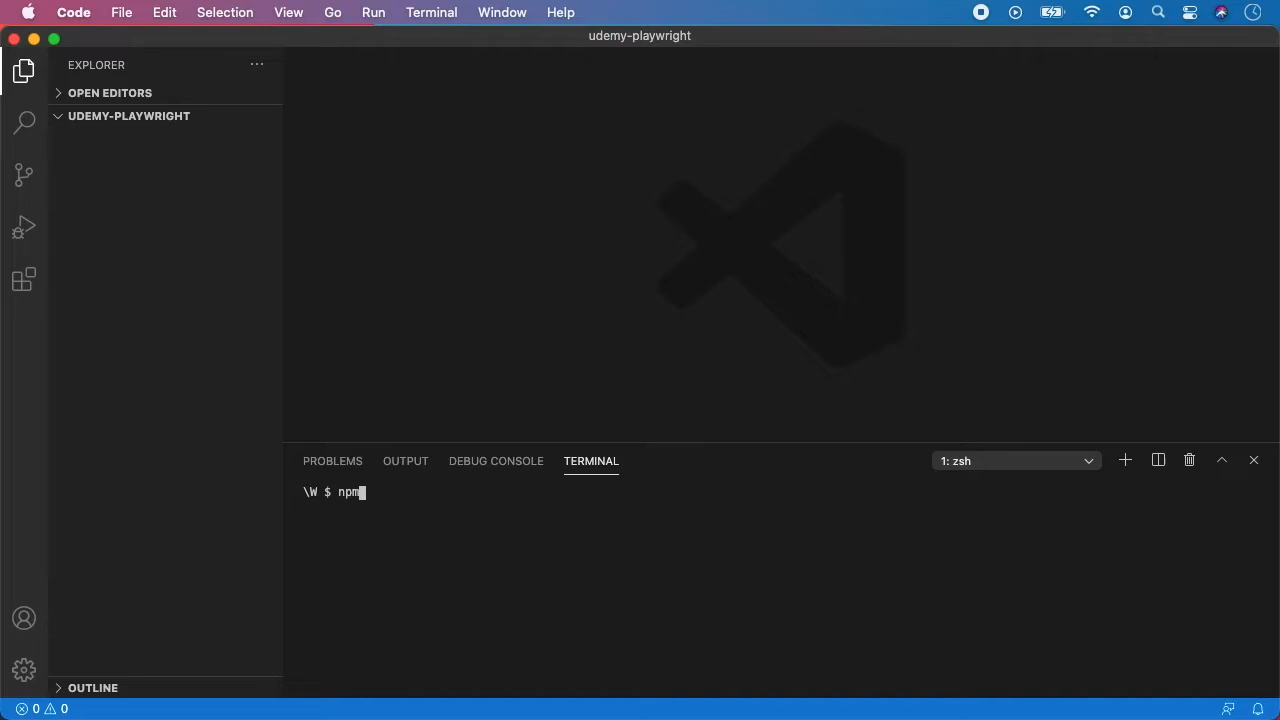 Code File Edit Selection View Go Run Terminal Window Help
udemy-playwright
EXPLORER
OPEN EDITORS
UDEMY-PLAYWRIGHT
PROBLEMS OUTPUT DEBUG CONSOLE TERMINAL 1: zsh
\W $ npm
OUTLINE
0 0